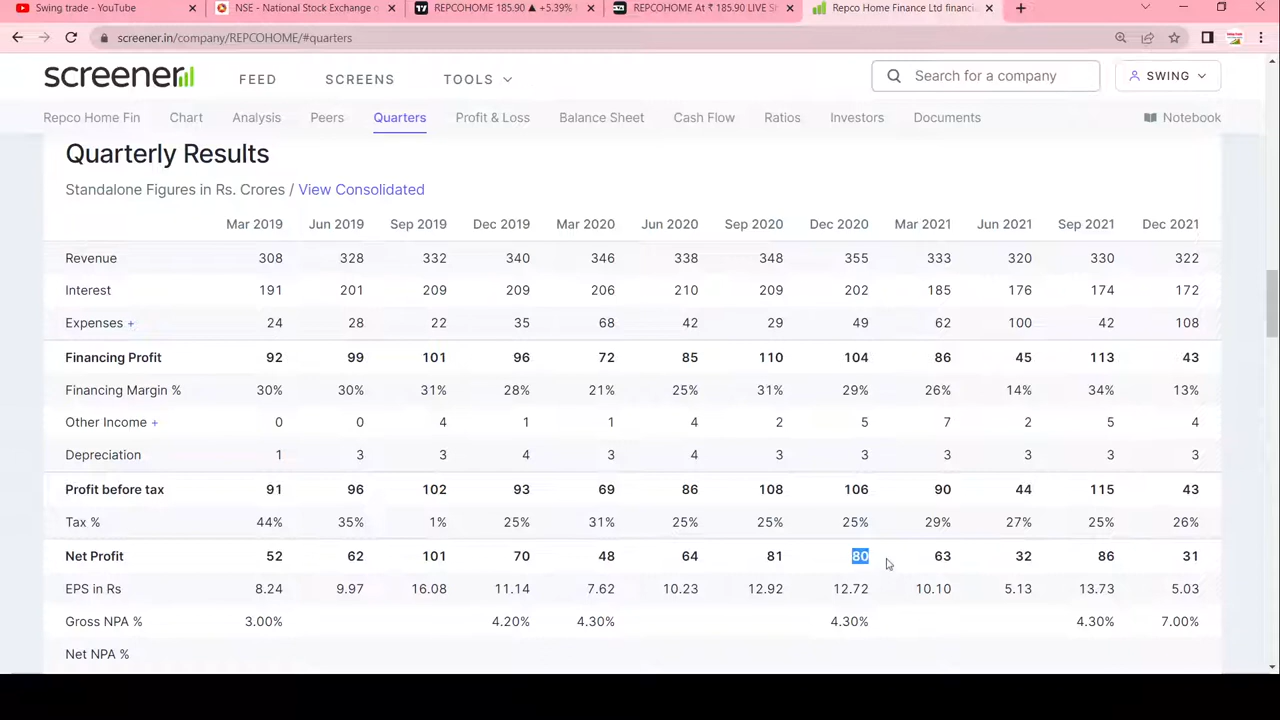 Swing trade - YouTube
NSE - National Stock Exchange o
REPCOHOME 185.90 ▲ +5.39%
REPCOHOME At ₹ 185.90 LIVE S
Repco Home Finance Ltd financi
screener.in/company/REPCOHOME/#quarters
screener
FEED
SCREENS
TOOLS
Search for a company
SWING
Repco Home Fin
Chart
Analysis
Peers
Quarters
Profit & Loss
Balance Sheet
Cash Flow
Ratios
Investors
Documents
Notebook
Quarterly Results
Standalone Figures in Rs. Crores / View Consolidated
Mar 2019 Jun 2019 Sep 2019 Dec 2019 Mar 2020 Jun 2020 Sep 2020 Dec 2020 Mar 2021 Jun 2021 Sep 2021 Dec 2021
Revenue 308 328 332 340 346 338 348 355 333 320 330 322
Interest 191 201 209 209 206 210 209 202 185 176 174 172
Expenses + 24 28 22 35 68 42 29 49 62 100 42 108
Financing Profit 92 99 101 96 72 85 110 104 86 45 113 43
Financing Margin % 30% 30% 31% 28% 21% 25% 31% 29% 26% 14% 34% 13%
Other Income + 0 0 4 1 1 4 2 5 7 2 5 4
Depreciation 1 3 3 4 3 4 3 3 3 3 3 3
Profit before tax 91 96 102 93 69 86 108 106 90 44 115 43
Tax % 44% 35% 1% 25% 31% 25% 25% 25% 29% 27% 25% 26%
Net Profit 52 62 101 70 48 64 81 80 63 32 86 31
EPS in Rs 8.24 9.97 16.08 11.14 7.62 10.23 12.92 12.72 10.10 5.13 13.73 5.03
Gross NPA % 3.00% 4.20% 4.30% 4.30% 4.30% 7.00%
Net NPA %